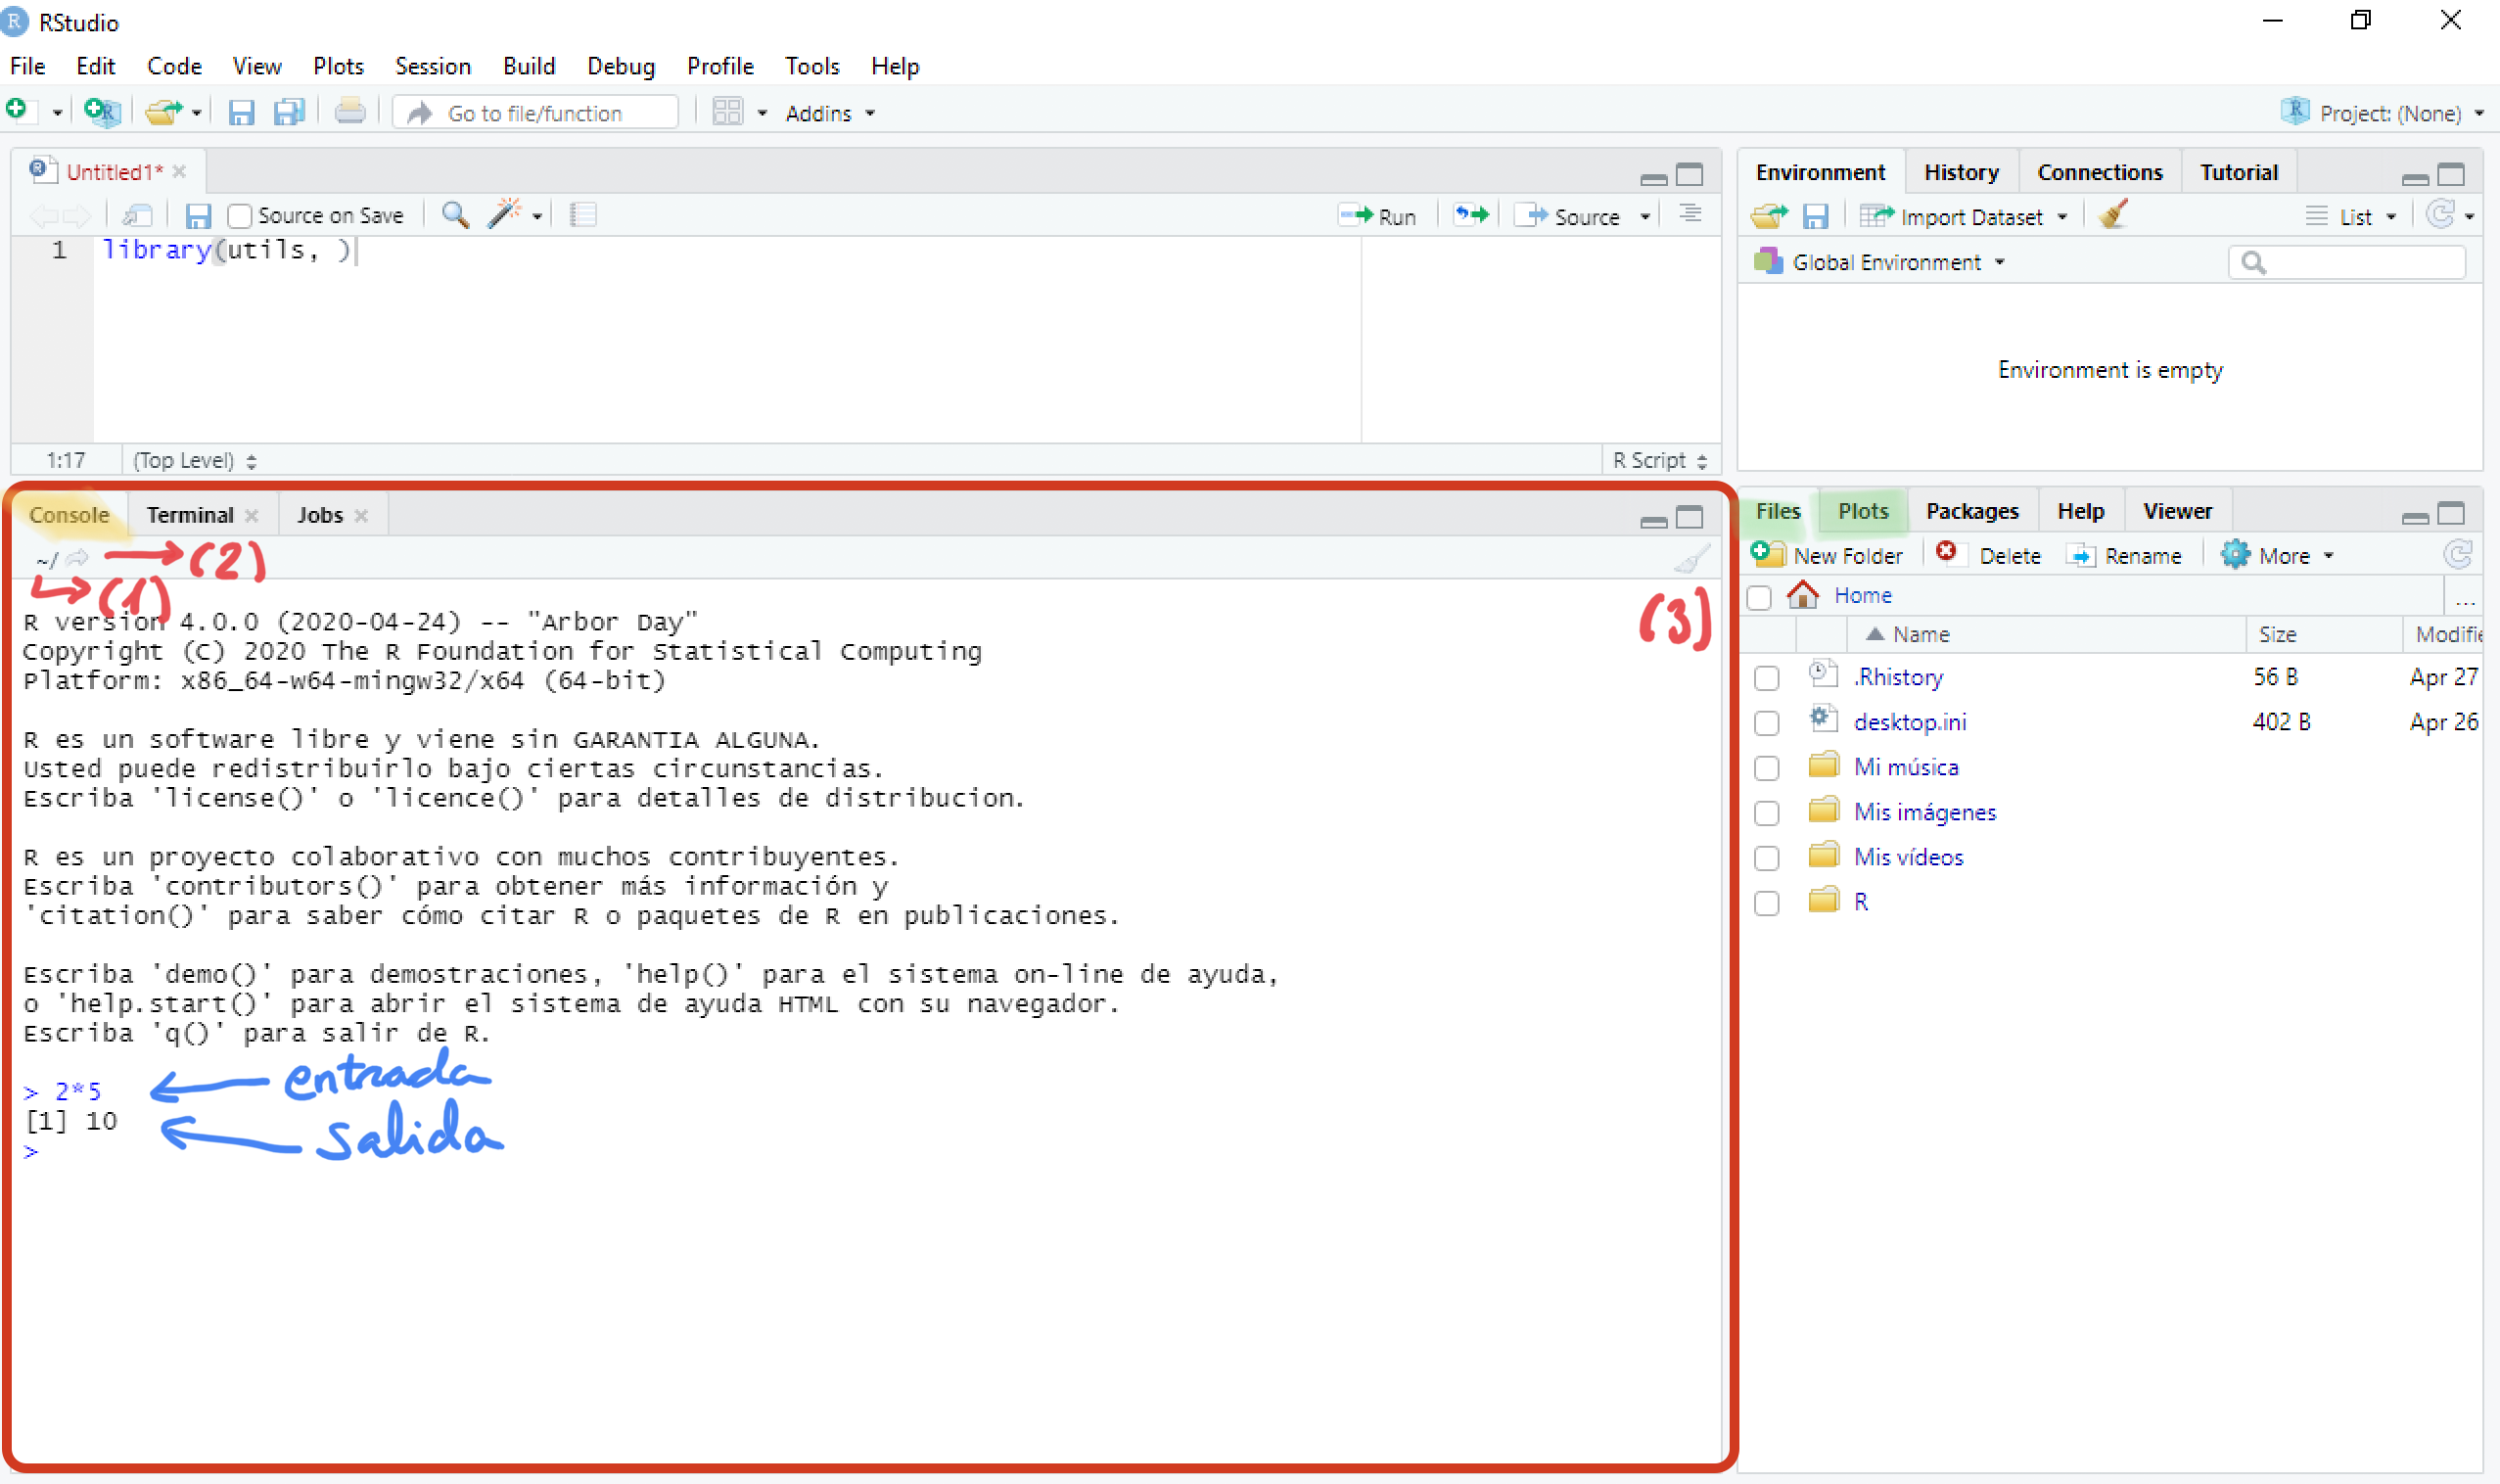 RStudio
File Edit Code View Plots Session Build Debug Profile Tools Help
Go to file/function Addins Project: (None)
Untitled1*
Source on Save Run Source
1 library(utils, )
1:17 (Top Level) R Script
Environment History Connections Tutorial
Import Dataset List
Global Environment
Environment is empty
Console Terminal Jobs
~/ (2)
(1)
(3)
R version 4.0.0 (2020-04-24) -- "Arbor Day"
Copyright (C) 2020 The R Foundation for Statistical Computing
Platform: x86_64-w64-mingw32/x64 (64-bit)
R es un software libre y viene sin GARANTIA ALGUNA.
Usted puede redistribuirlo bajo ciertas circunstancias.
Escriba 'license()' o 'licence()' para detalles de distribucion.
R es un proyecto colaborativo con muchos contribuyentes.
Escriba 'contributors()' para obtener más información y
'citation()' para saber cómo citar R o paquetes de R en publicaciones.
Escriba 'demo()' para demostraciones, 'help()' para el sistema on-line de ayuda,
o 'help.start()' para abrir el sistema de ayuda HTML con su navegador.
Escriba 'q()' para salir de R.
> 2*5 entrada
[1] 10 salida
>
Files Plots Packages Help Viewer
New Folder Delete Rename More
Home ...
Name Size Modifie
.Rhistory 56 B Apr 27
desktop.ini 402 B Apr 26
Mi música
Mis imágenes
Mis vídeos
R